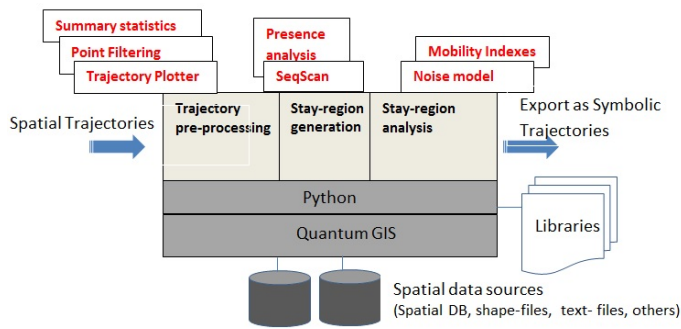 Summary statistics
Point Filtering
Trajectory Plotter
Presence
analysis
SeqScan
Mobility Indexes
Noise model
Spatial Trajectories
Trajectory
pre-processing
Stay-region
generation
Stay-region
analysis
Export as Symbolic
Trajectories
Python
Quantum GIS
Libraries
Spatial data sources
(Spatial DB, shape-files, text- files, others)